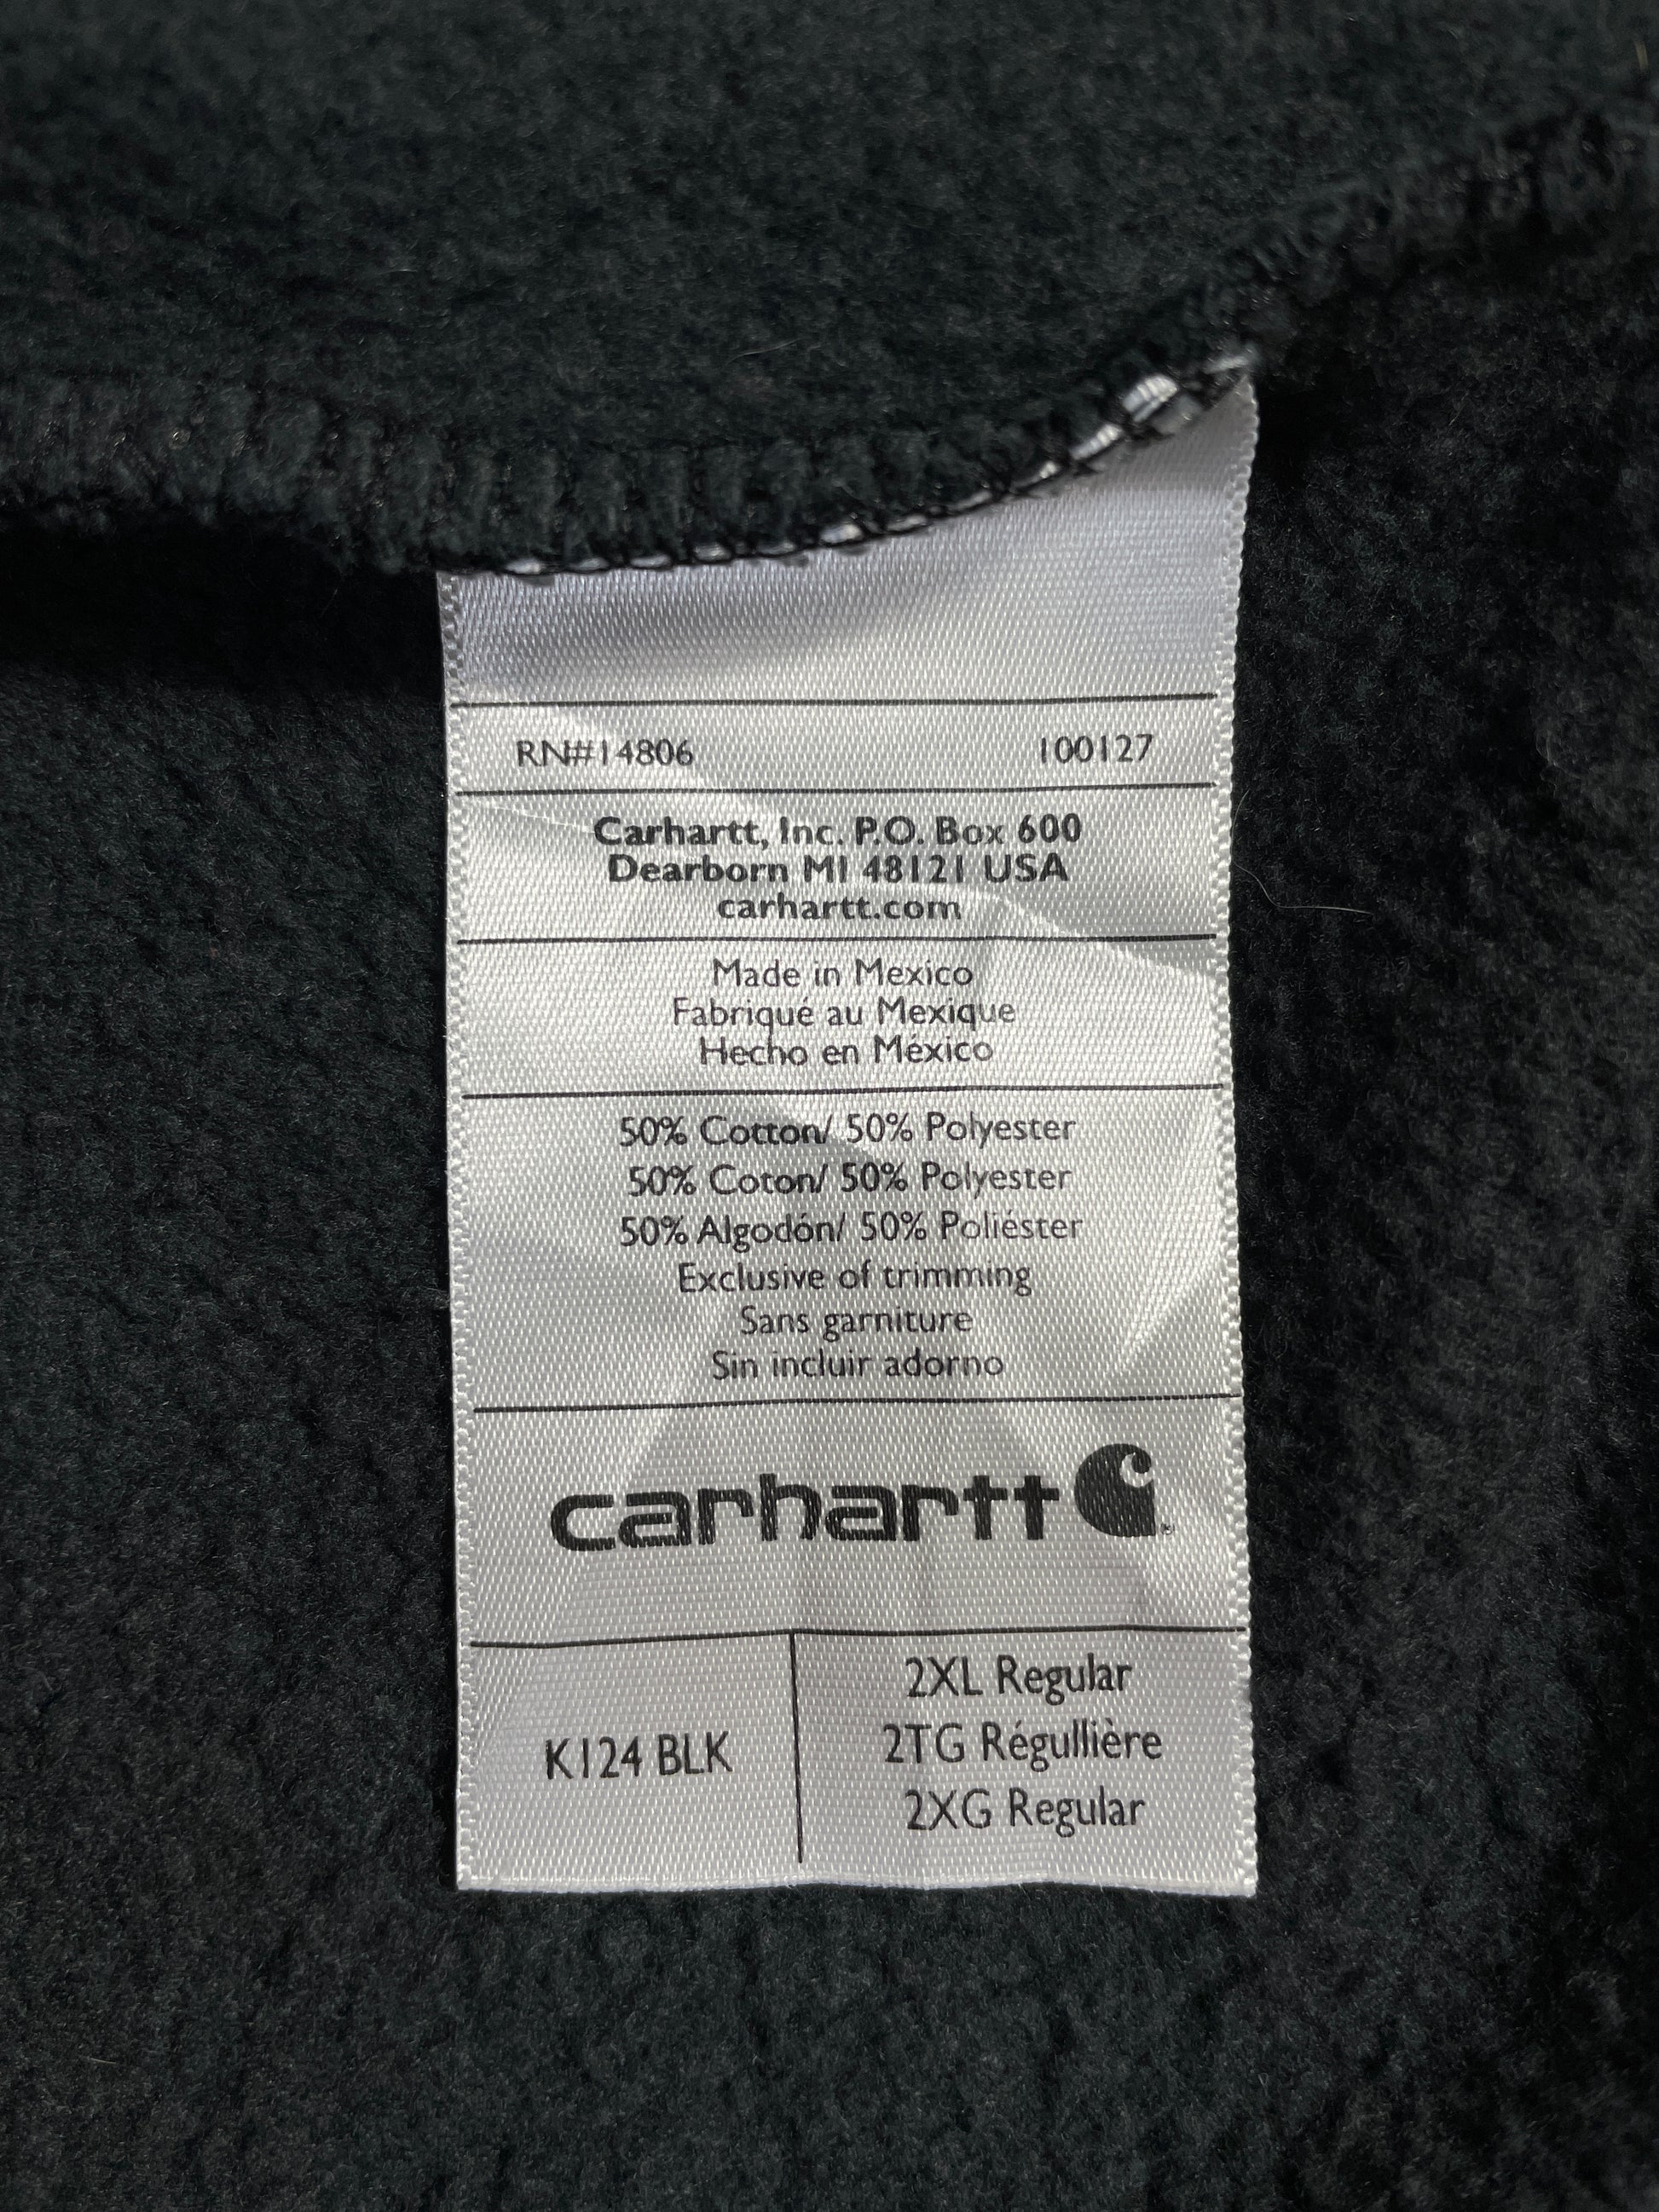 RN#14806 100127
Carhartt, Inc. P.O. Box 600
Dearborn MI 48121 USA
carhartt.com
Made in Mexico
Fabriqué au Mexique
Hecho en México
50% Cotton/ 50% Polyester
50% Coton/ 50% Polyester
50% Algodón/ 50% Poliéster
Exclusive of trimming
Sans garniture
Sin incluir adorno
carhartt
K124 BLK
2XL Regular
2TG Régullière
2XG Regular